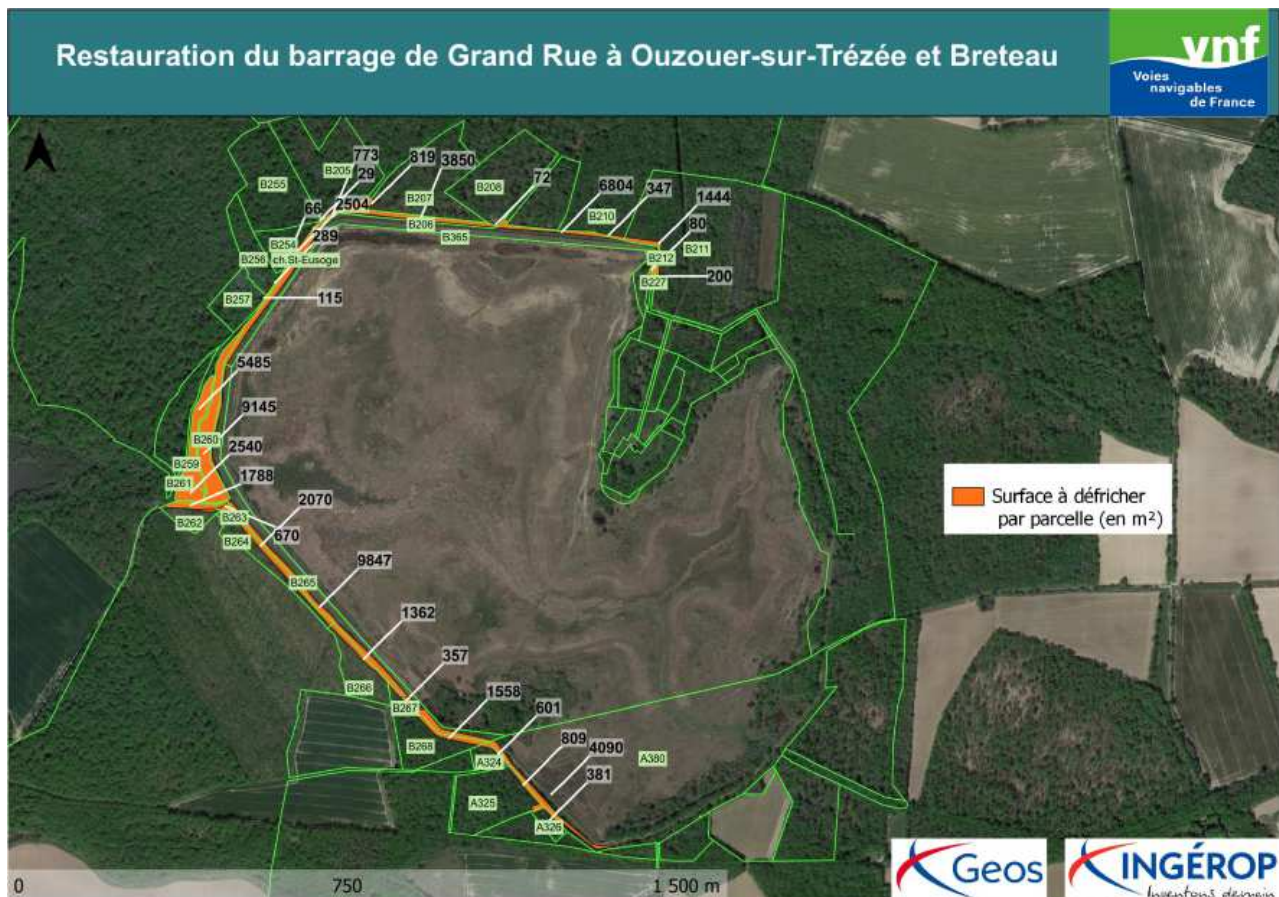 Restauration du barrage de Grand Rue à Ouzouer-sur-Trézée et Breteau
vnf
Voies
navigables
de France
773
B205
29
819
3850
B255
B207
B208
72
66
2504
6804
347
B210
1444
B206
80
B254
289
B365
B211
B256
ch.St-Eusoge
B212
B227
200
B257
115
5485
9145
B260
2540
B259
1788
B261
2070
B262
B263
670
B264
9847
B265
1362
357
B266
1558
B267
601
B268
809
4090
A324
A380
381
A325
A326
Surface à défricher
par parcelle (en m²)
0
750
1 500 m
Geos
INGÉROP
Inventons demain